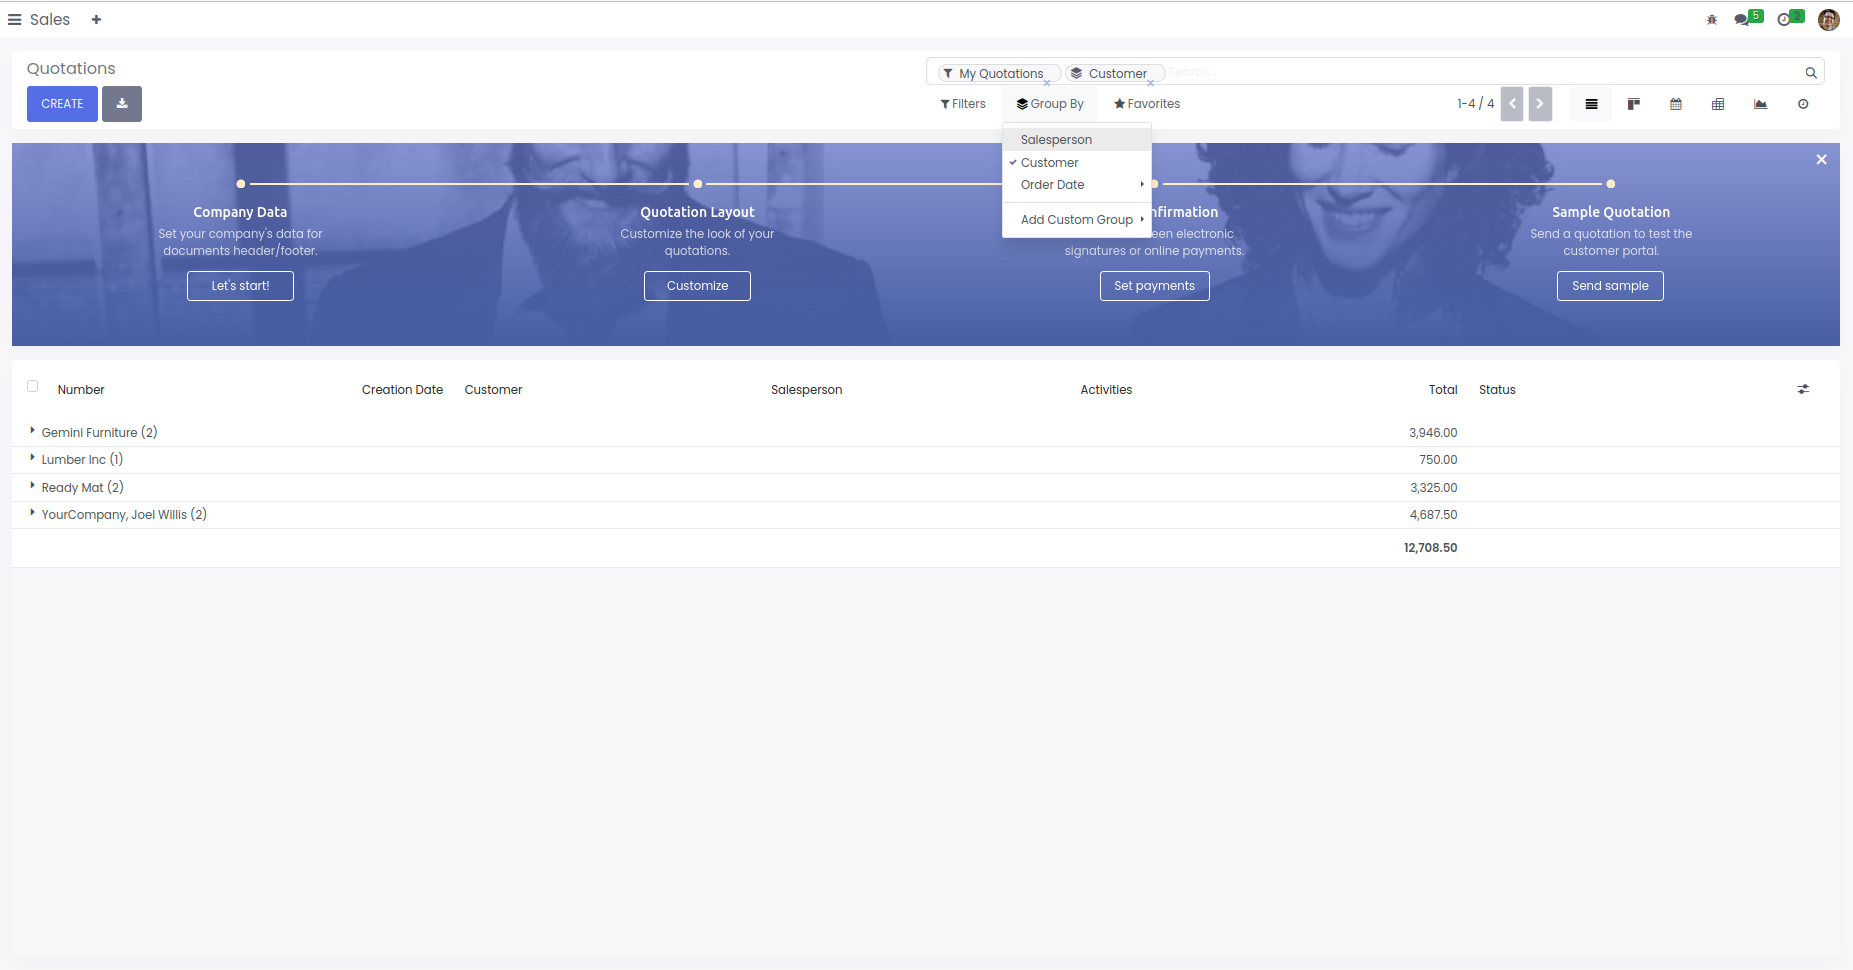 Sales
5
2
Quotations
My Quotations
Customer
Search...
CREATE
Filters
Group By
Favorites
1-4 / 4
Salesperson
Customer
Order Date
Add Custom Group
Company Data
Set your company's data for
documents header/footer.
Let's start!
Quotation Layout
Customize the look of your
quotations.
Customize
nfirmation
een electronic
signatures or online payments.
Set payments
Sample Quotation
Send a quotation to test the
customer portal.
Send sample
Number Creation Date Customer Salesperson Activities Total Status
Gemini Furniture (2) 3,946.00
Lumber Inc (1) 750.00
Ready Mat (2) 3,325.00
YourCompany, Joel Willis (2) 4,687.50
12,708.50